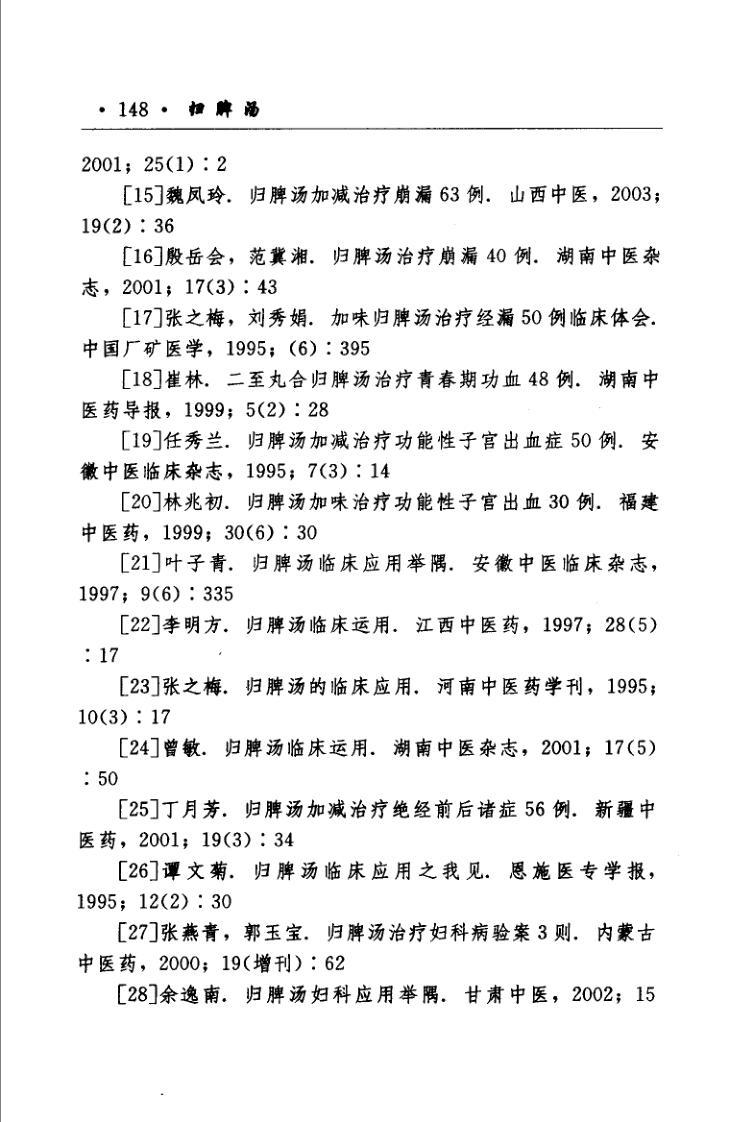 · 148 · 归脾汤
2001；25(1)∶2
[15]魏凤玲．归脾汤加减治疗崩漏 63 例．山西中医，2003；
19(2)∶36
[16]殷岳会，范冀湘．归脾汤治疗崩漏 40 例．湖南中医杂
志，2001；17(3)∶43
[17]张之梅，刘秀娟．加味归脾汤治疗经漏 50 例临床体会．
中国厂矿医学，1995；(6)∶395
[18]崔林．二至丸合归脾汤治疗青春期功血 48 例．湖南中
医药导报，1999；5(2)∶28
[19]任秀兰．归脾汤加减治疗功能性子宫出血症 50 例．安
徽中医临床杂志，1995；7(3)∶14
[20]林兆初．归脾汤加味治疗功能性子宫出血 30 例．福建
中医药，1999；30(6)∶30
[21]叶子青．归脾汤临床应用举隅．安徽中医临床杂志，
1997；9(6)∶335
[22]李明方．归脾汤临床运用．江西中医药，1997；28(5)
∶17
[23]张之梅．归脾汤的临床应用．河南中医药学刊，1995；
10(3)∶17
[24]曾敏．归脾汤临床运用．湖南中医杂志，2001；17(5)
∶50
[25]丁月芳．归脾汤加减治疗绝经前后诸症 56 例．新疆中
医药，2001；19(3)∶34
[26]谭文菊．归脾汤临床应用之我见．恩施医专学报，
1995；12(2)∶30
[27]张燕青，郭玉宝．归脾汤治疗妇科病验案 3 则．内蒙古
中医药，2000；19(增刊)∶62
[28]余逸南．归脾汤妇科应用举隅．甘肃中医，2002；15